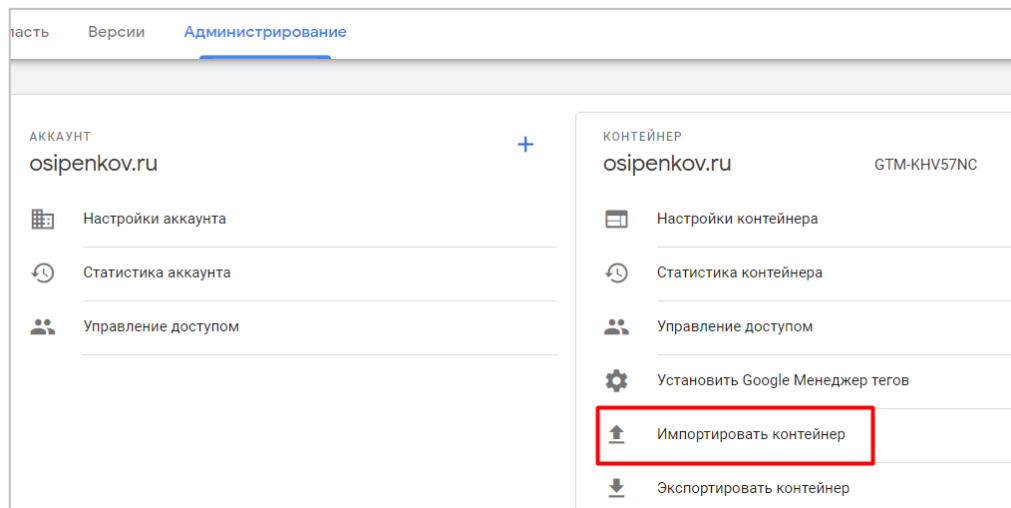 ласть Версии Администрирование
АККАУНТ
osipenkov.ru
Настройки аккаунта
Статистика аккаунта
Управление доступом
КОНТЕЙНЕР
osipenkov.ru GTM-KHV57NC
Настройки контейнера
Статистика контейнера
Управление доступом
Установить Google Менеджер тегов
Импортировать контейнер
Экспортировать контейнер